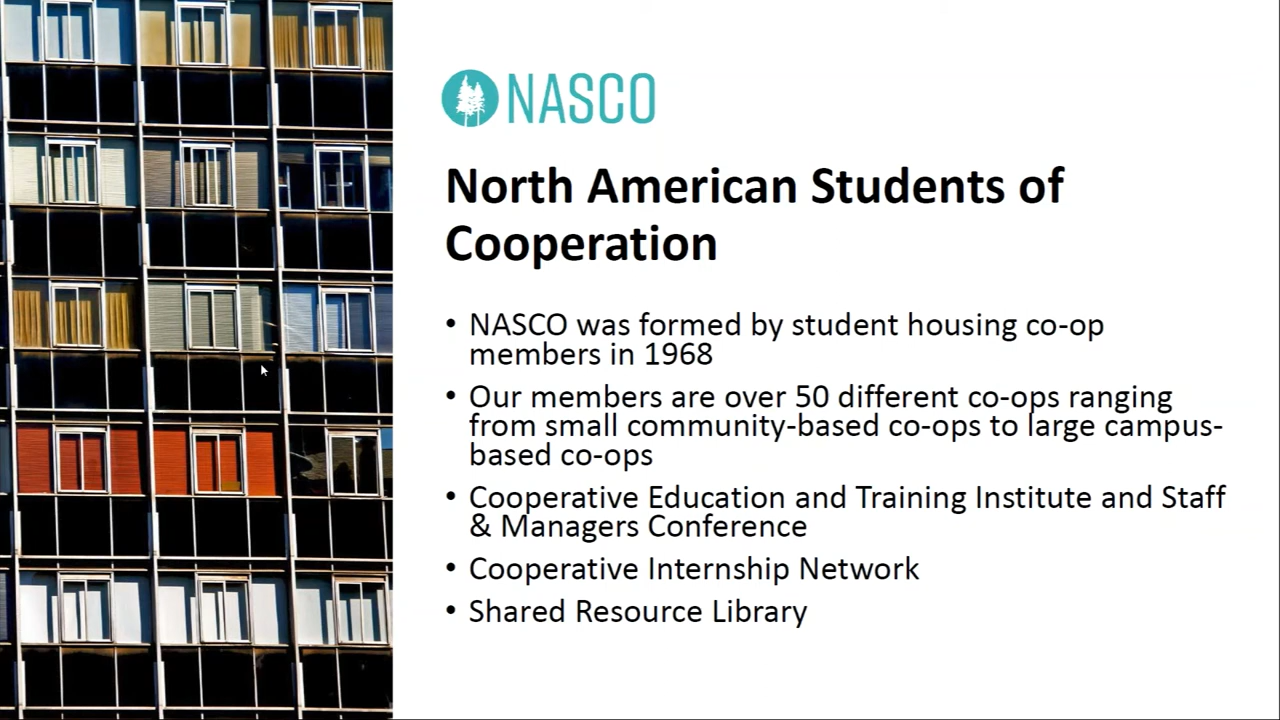 NASCO
North American Students of
Cooperation
• NASCO was formed by student housing co-op
members in 1968
• Our members are over 50 different co-ops ranging
from small community-based co-ops to large campus-
based co-ops
• Cooperative Education and Training Institute and Staff
& Managers Conference
• Cooperative Internship Network
• Shared Resource Library